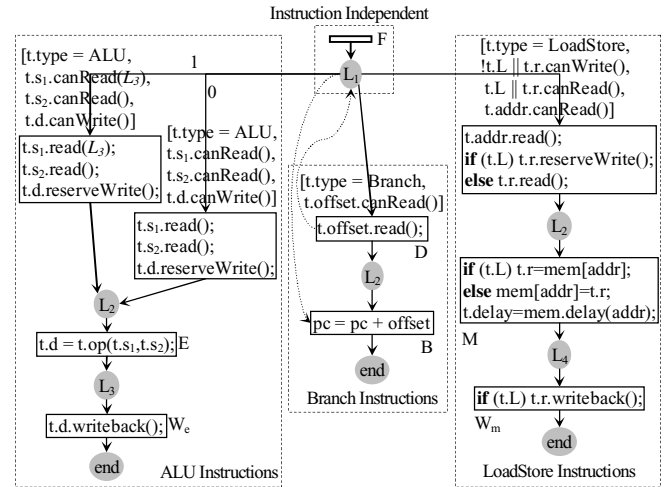 Instruction Independent
F
L₁
1
0
[t.type = ALU,
t.s₁.canRead(L₃),
t.s₂.canRead(),
t.d.canWrite()]
t.s₁.read(L₃);
t.s₂.read();
t.d.reserveWrite();
[t.type = ALU,
t.s₁.canRead(),
t.s₂.canRead(),
t.d.canWrite()]
t.s₁.read();
t.s₂.read();
t.d.reserveWrite();
L₂
t.d = t.op(t.s₁,t.s₂);
E
L₃
t.d.writeback();
Wₑ
end
ALU Instructions
[t.type = Branch,
t.offset.canRead()]
t.offset.read();
D
L₂
pc = pc + offset
B
end
Branch Instructions
[t.type = LoadStore,
!t.L || t.r.canWrite(),
t.L || t.r.canRead(),
t.addr.canRead()]
t.addr.read();
if (t.L) t.r.reserveWrite();
else t.r.read();
L₂
if (t.L) t.r=mem[addr];
else mem[addr]=t.r;
t.delay=mem.delay(addr);
M
L₄
if (t.L) t.r.writeback();
Wₘ
end
LoadStore Instructions